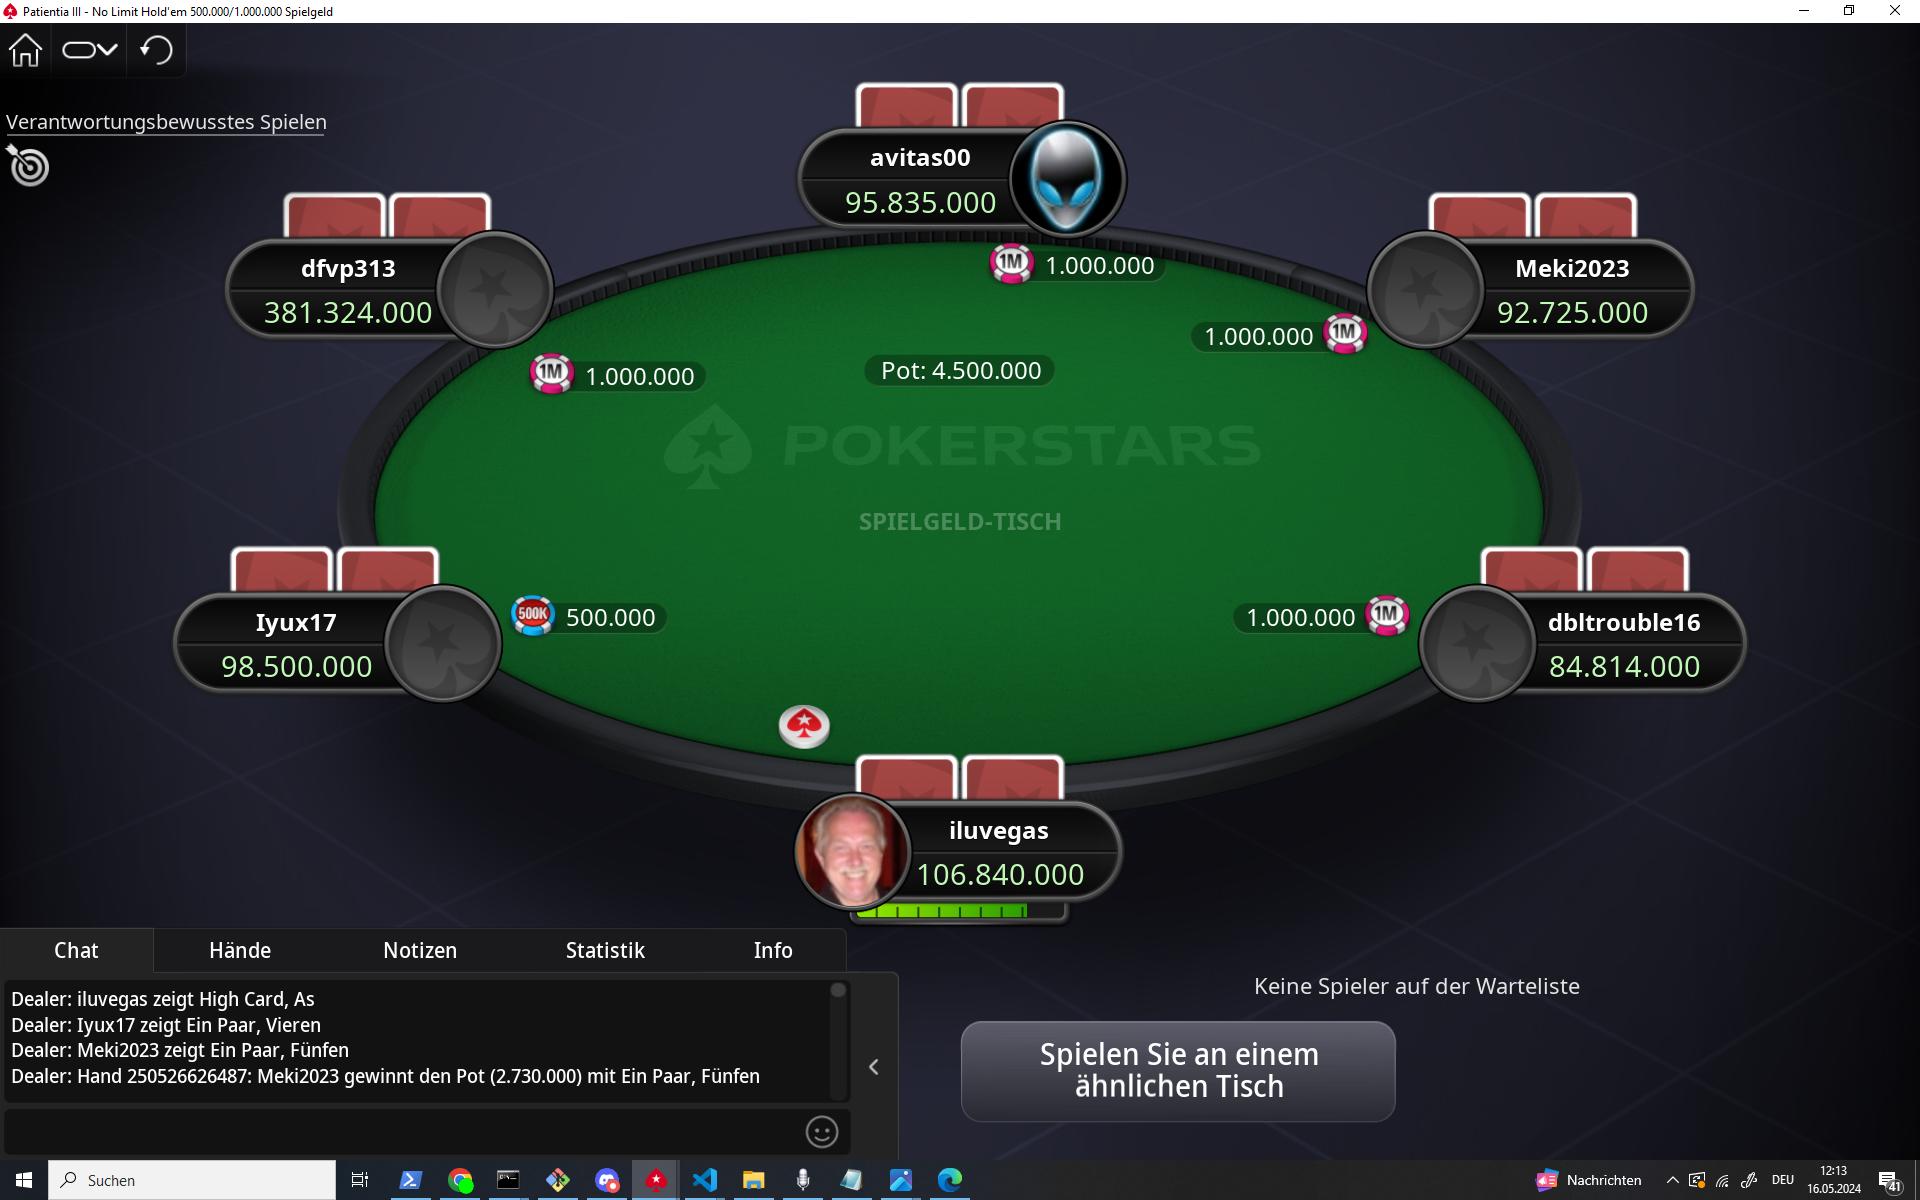 Patientia III - No Limit Hold'em 500.000/1.000.000 Spielgeld
Verantwortungsbewusstes Spielen
avitas00
95.835.000
dfvp313
381.324.000
Meki2023
92.725.000
1M 1.000.000
1.000.000 1M
1M 1.000.000
Pot: 4.500.000
POKERSTARS
SPIELGELD-TISCH
Iyux17
98.500.000
500K 500.000
1.000.000 1M
dbltrouble16
84.814.000
iluvegas
106.840.000
Chat Hände Notizen Statistik Info
Dealer: iluvegas zeigt High Card, As
Dealer: Iyux17 zeigt Ein Paar, Vieren
Dealer: Meki2023 zeigt Ein Paar, Fünfen
Dealer: Hand 250526626487: Meki2023 gewinnt den Pot (2.730.000) mit Ein Paar, Fünfen
Keine Spieler auf der Warteliste
Spielen Sie an einem
ähnlichen Tisch
Suchen
Nachrichten
DEU
12:13
16.05.2024
41